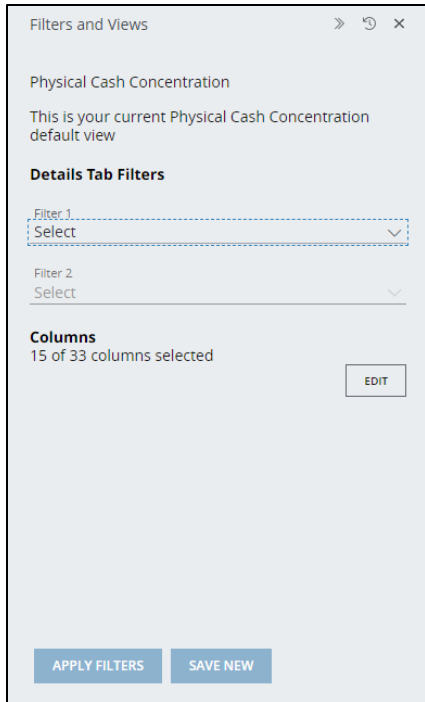 Filters and Views
Physical Cash Concentration
This is your current Physical Cash Concentration
default view
Details Tab Filters
Filter 1
Select
Filter 2
Select
Columns
15 of 33 columns selected
EDIT
APPLY FILTERS
SAVE NEW